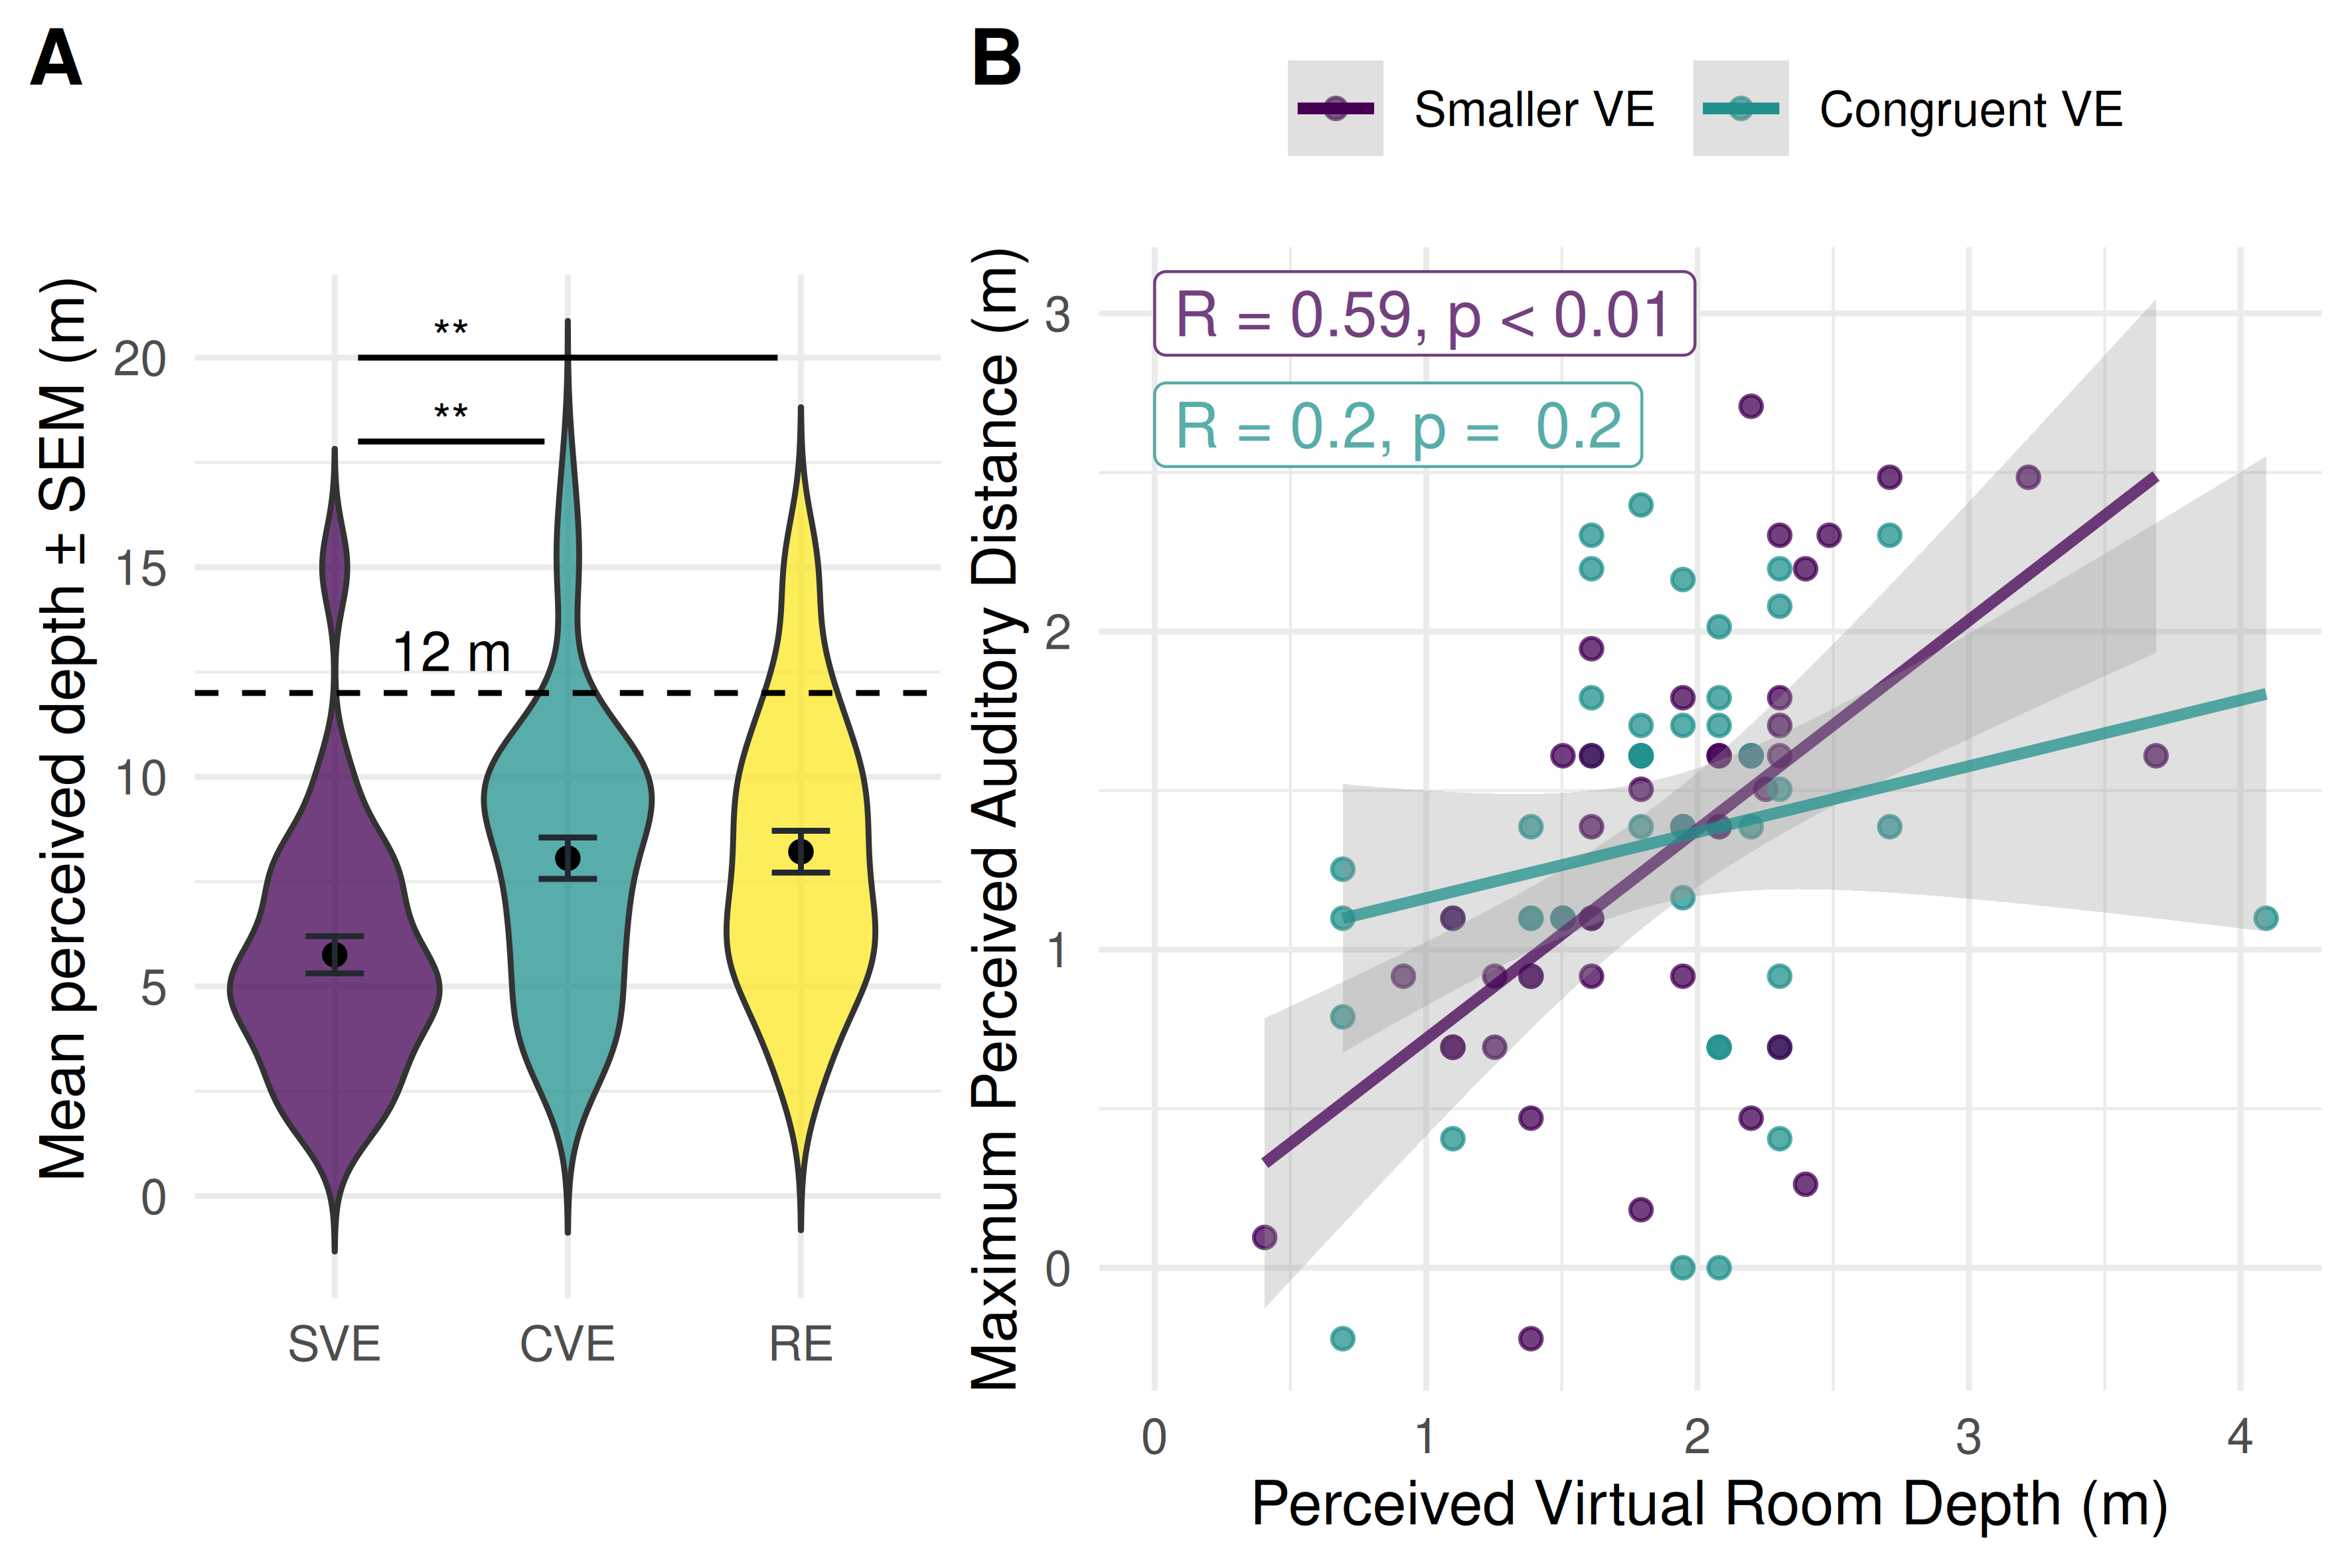 A
Mean perceived depth ± SEM (m)
20
15
10
5
0
**
**
12 m
SVE CVE RE
B
Smaller VE Congruent VE
Maximum Perceived Auditory Distance (m)
3
2
1
0
R = 0.59, p < 0.01
R = 0.2, p =  0.2
0 1 2 3 4
Perceived Virtual Room Depth (m)